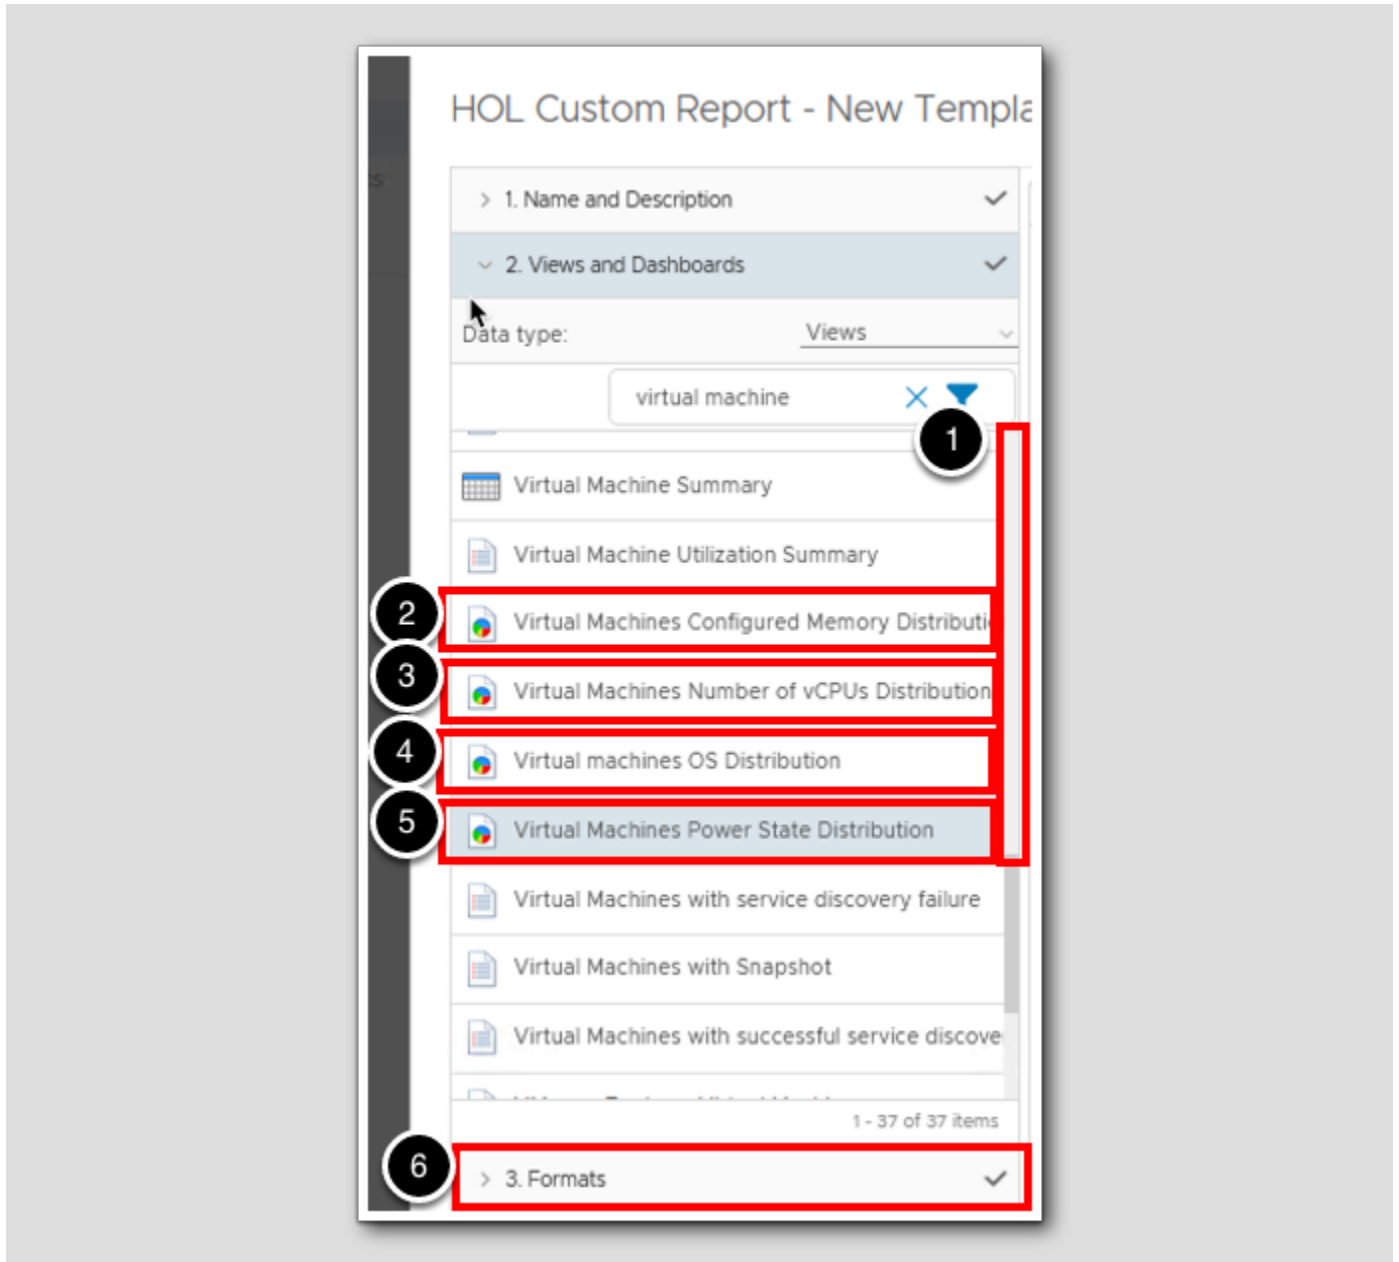 HOL Custom Report - New Templa
1. Name and Description
2. Views and Dashboards
Data type: Views
virtual machine
1
Virtual Machine Summary
Virtual Machine Utilization Summary
2 Virtual Machines Configured Memory Distributi
3 Virtual Machines Number of vCPUs Distribution
4 Virtual machines OS Distribution
5 Virtual Machines Power State Distribution
Virtual Machines with service discovery failure
Virtual Machines with Snapshot
Virtual Machines with successful service discove
1 - 37 of 37 items
6 3. Formats